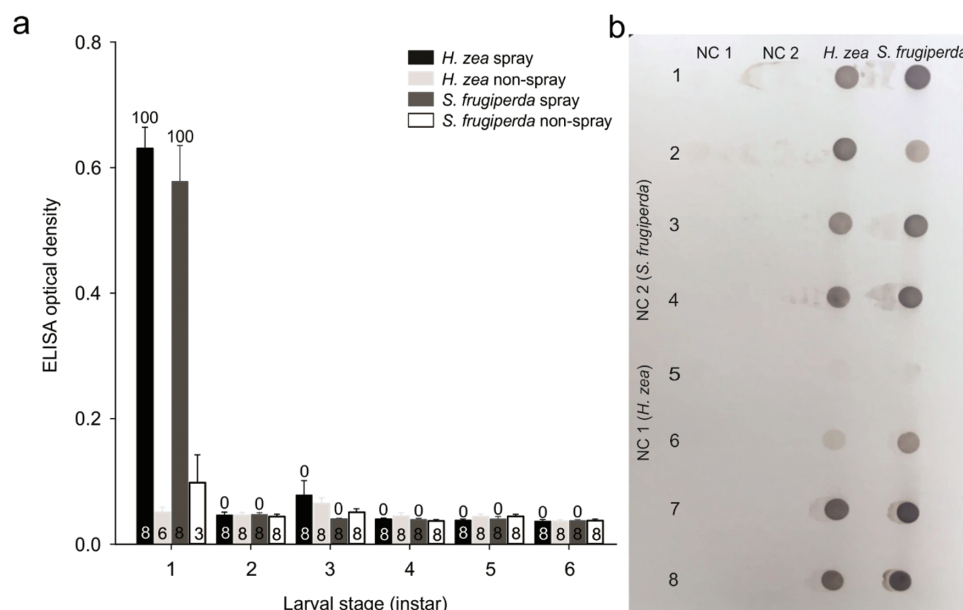 a
ELISA optical density
0.8
0.6
0.4
0.2
0.0
H. zea spray
H. zea non-spray
S. frugiperda spray
S. frugiperda non-spray
100
100
0 0
0 0
0 0
0 0
0 0
8 6 8 3
8 8 8 8
8 8 8 8
8 8 8 8
8 8 8 8
8 8 8 8
1 2 3 4 5 6
Larval stage (instar)
b
NC 1 NC 2 H. zea S. frugiperda
1
2
3
4
5
6
7
8
NC 2 (S. frugiperda)
NC 1 (H. zea)